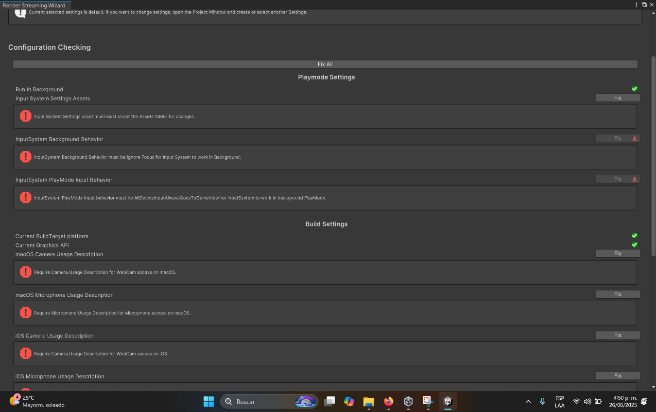 Render Streaming Wizard
Current selected settings is default. If you want to change settings, open the Project Window and create or select another Settings.
Configuration Checking
Fix All
Playmode Settings
Run In Background
Input System Settings Assets
Fix
Input System Settings asset must exist under the Assets folder for changes.
InputSystem Background Behavior
Fix
InputSystem Background Behavior must be Ignore Focus for Input System to work in Background.
InputSystem PlayMode Input Behavior
Fix
InputSystem PlayMode Input behavior must be AllDeviceInputAlwaysGoesToGameView for InputSystem to work in background PlayMode.
Build Settings
Current BuildTarget platform
Current Graphics API
macOS Camera Usage Description
Fix
Require Camera Usage Description for WebCam access on macOS.
macOS Microphone Usage Description
Fix
Require Microphone Usage Description for Microphone access on macOS.
iOS Camera Usage Description
Fix
Require Camera Usage Description for WebCam access on iOS.
iOS Microphone Usage Description
Fix
25°C
Mayorm. soleado
Buscar
ESP
LAA
4:50 p. m.
26/06/2025